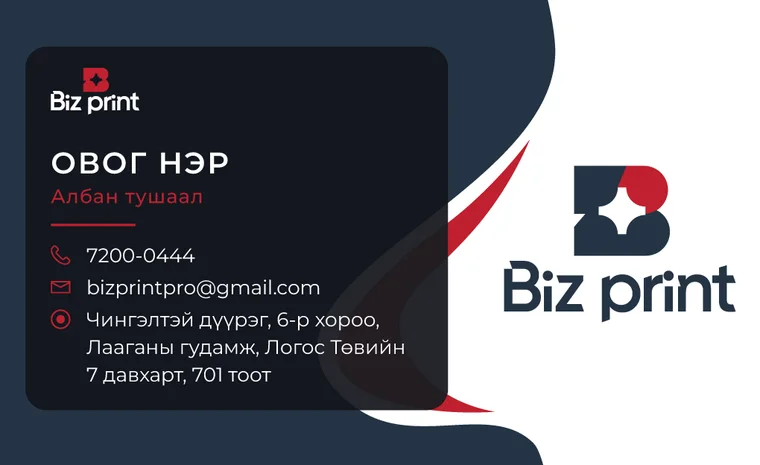 Biz print
ОВОГ НЭР
Албан тушаал
7200-0444
bizprintpro@gmail.com
Чингэлтэй дүүрэг, 6-р хороо,
Лааганы гудамж, Логос Төвийн
7 давхарт, 701 тоот
Biz print